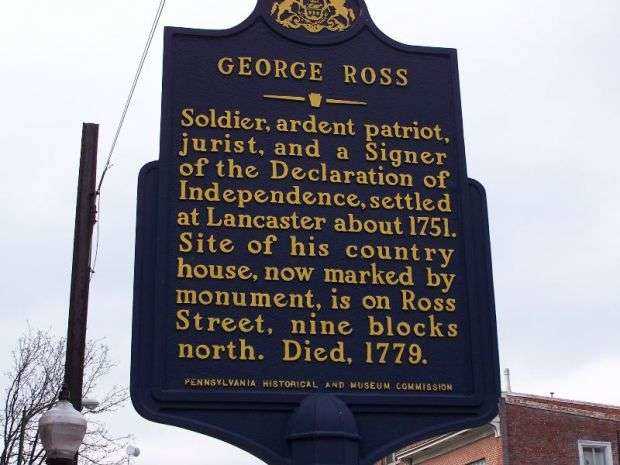 GEORGE ROSS
Soldier, ardent patriot,
jurist, and a Signer
of the Declaration of
Independence, settled
at Lancaster about 1751.
Site of his country
house, now marked by
monument, is on Ross
Street, nine blocks
north. Died, 1779.
PENNSYLVANIA HISTORICAL AND MUSEUM COMMISSION